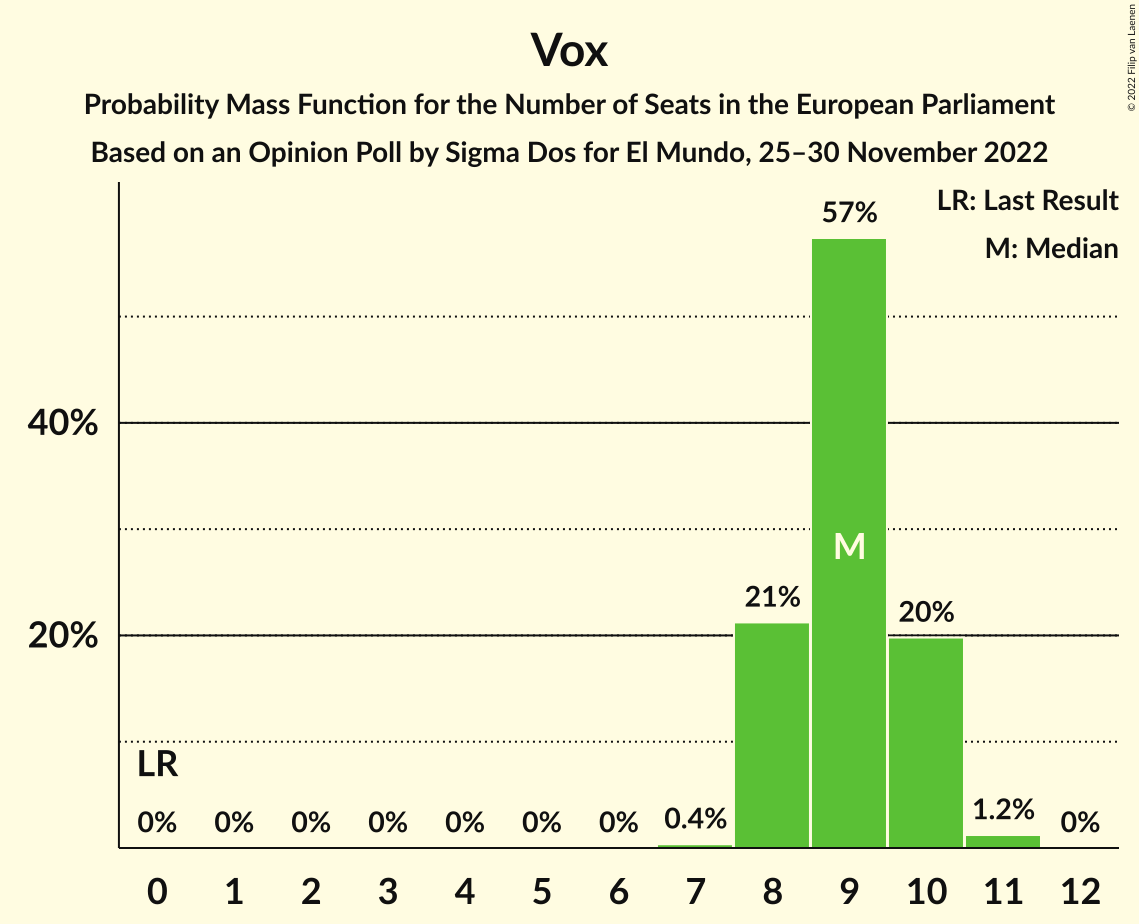 Vox
Probability Mass Function for the Number of Seats in the European Parliament
Based on an Opinion Poll by Sigma Dos for El Mundo, 25–30 November 2022
© 2022 Filip van Laenen
LR: Last Result
M: Median
57%
40%
M
21%
20%
20%
LR
0%
0%
0%
0%
0%
0%
0%
0.4%
1.2%
0%
0 1 2 3 4 5 6 7 8 9 10 11 12